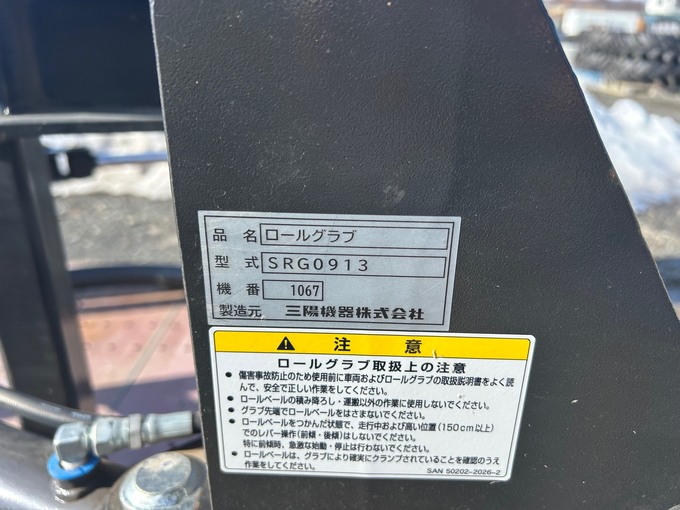 品名 ロールグラブ
型式 SRG0913
機番 1067
製造元 三陽機器株式会社
注意
ロールグラブ取扱上の注意
● 傷害事故防止のため使用前に車両およびロールグラブの取扱説明書をよく読
んで、安全で正しい作業をしてください。
● ロールベールの積み降ろし・運搬以外の作業に使用しないでください。
● グラブ先端でロールベールをはさまないでください。
● ロールベールをつかんだ状態で、走行中および高い位置(150cm以上)
でのレバー操作(前傾・後傾)はしないでください。
特に前傾時、急激な始動・停止は行わないでください。
● ロールベールは、グラブにより確実にクランプされていることを確認のうえ
作業をしてください。
SAN 50202-2026-2